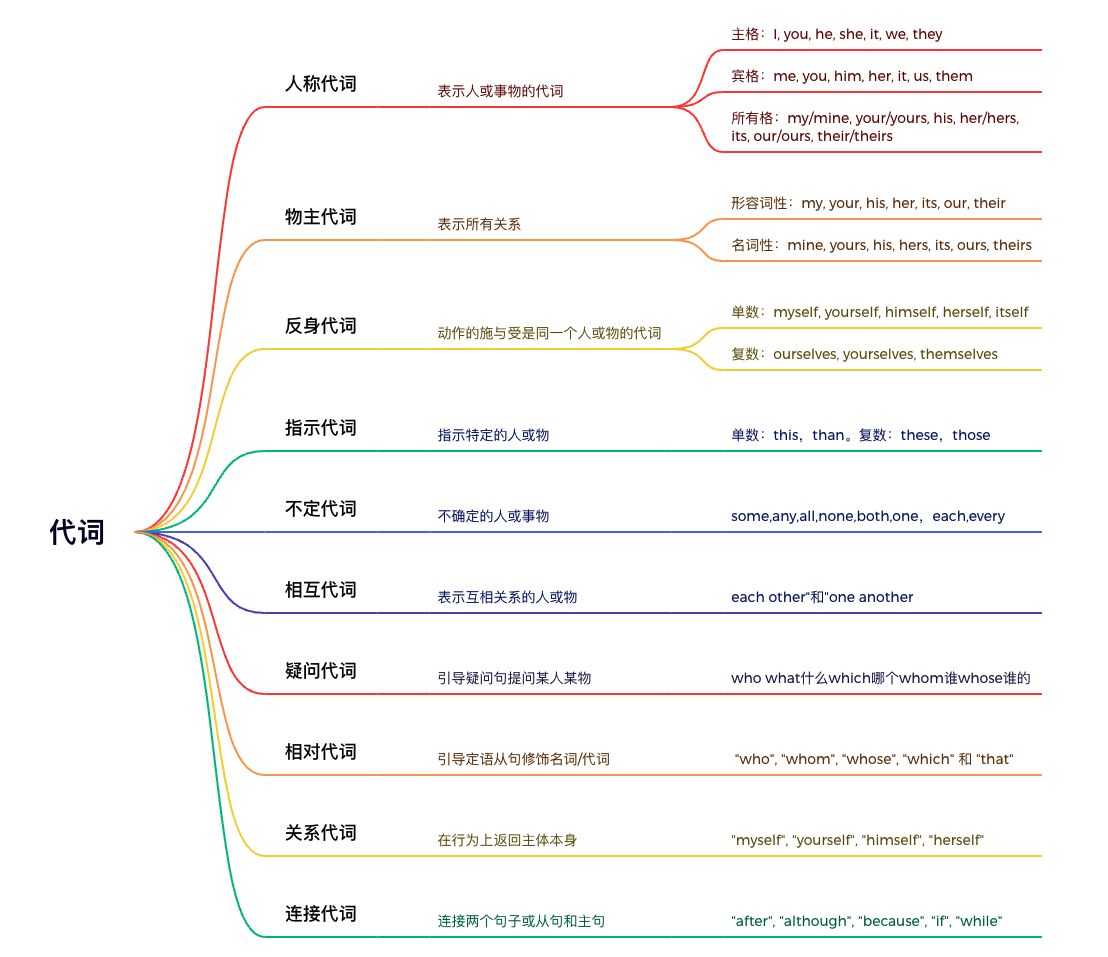 主格：I, you, he, she, it, we, they
人称代词
表示人或事物的代词
宾格：me, you, him, her, it, us, them
所有格：my/mine, your/yours, his, her/hers,
its, our/ours, their/theirs
物主代词
表示所有关系
形容词性：my, your, his, her, its, our, their
名词性：mine, yours, his, hers, its, ours, theirs
反身代词
动作的施与受是同一个人或物的代词
单数：myself, yourself, himself, herself, itself
复数：ourselves, yourselves, themselves
指示代词
指示特定的人或物
单数：this，than。复数：these，those
代词
不定代词
不确定的人或事物
some,any,all,none,both,one，each,every
相互代词
表示互相关系的人或物
each other"和"one another
疑问代词
引导疑问句提问某人某物
who what什么which哪个whom谁whose谁的
相对代词
引导定语从句修饰名词/代词
"who", "whom", "whose", "which" 和 "that"
关系代词
在行为上返回主体本身
"myself", "yourself", "himself", "herself"
连接代词
连接两个句子或从句和主句
"after", "although", "because", "if", "while"